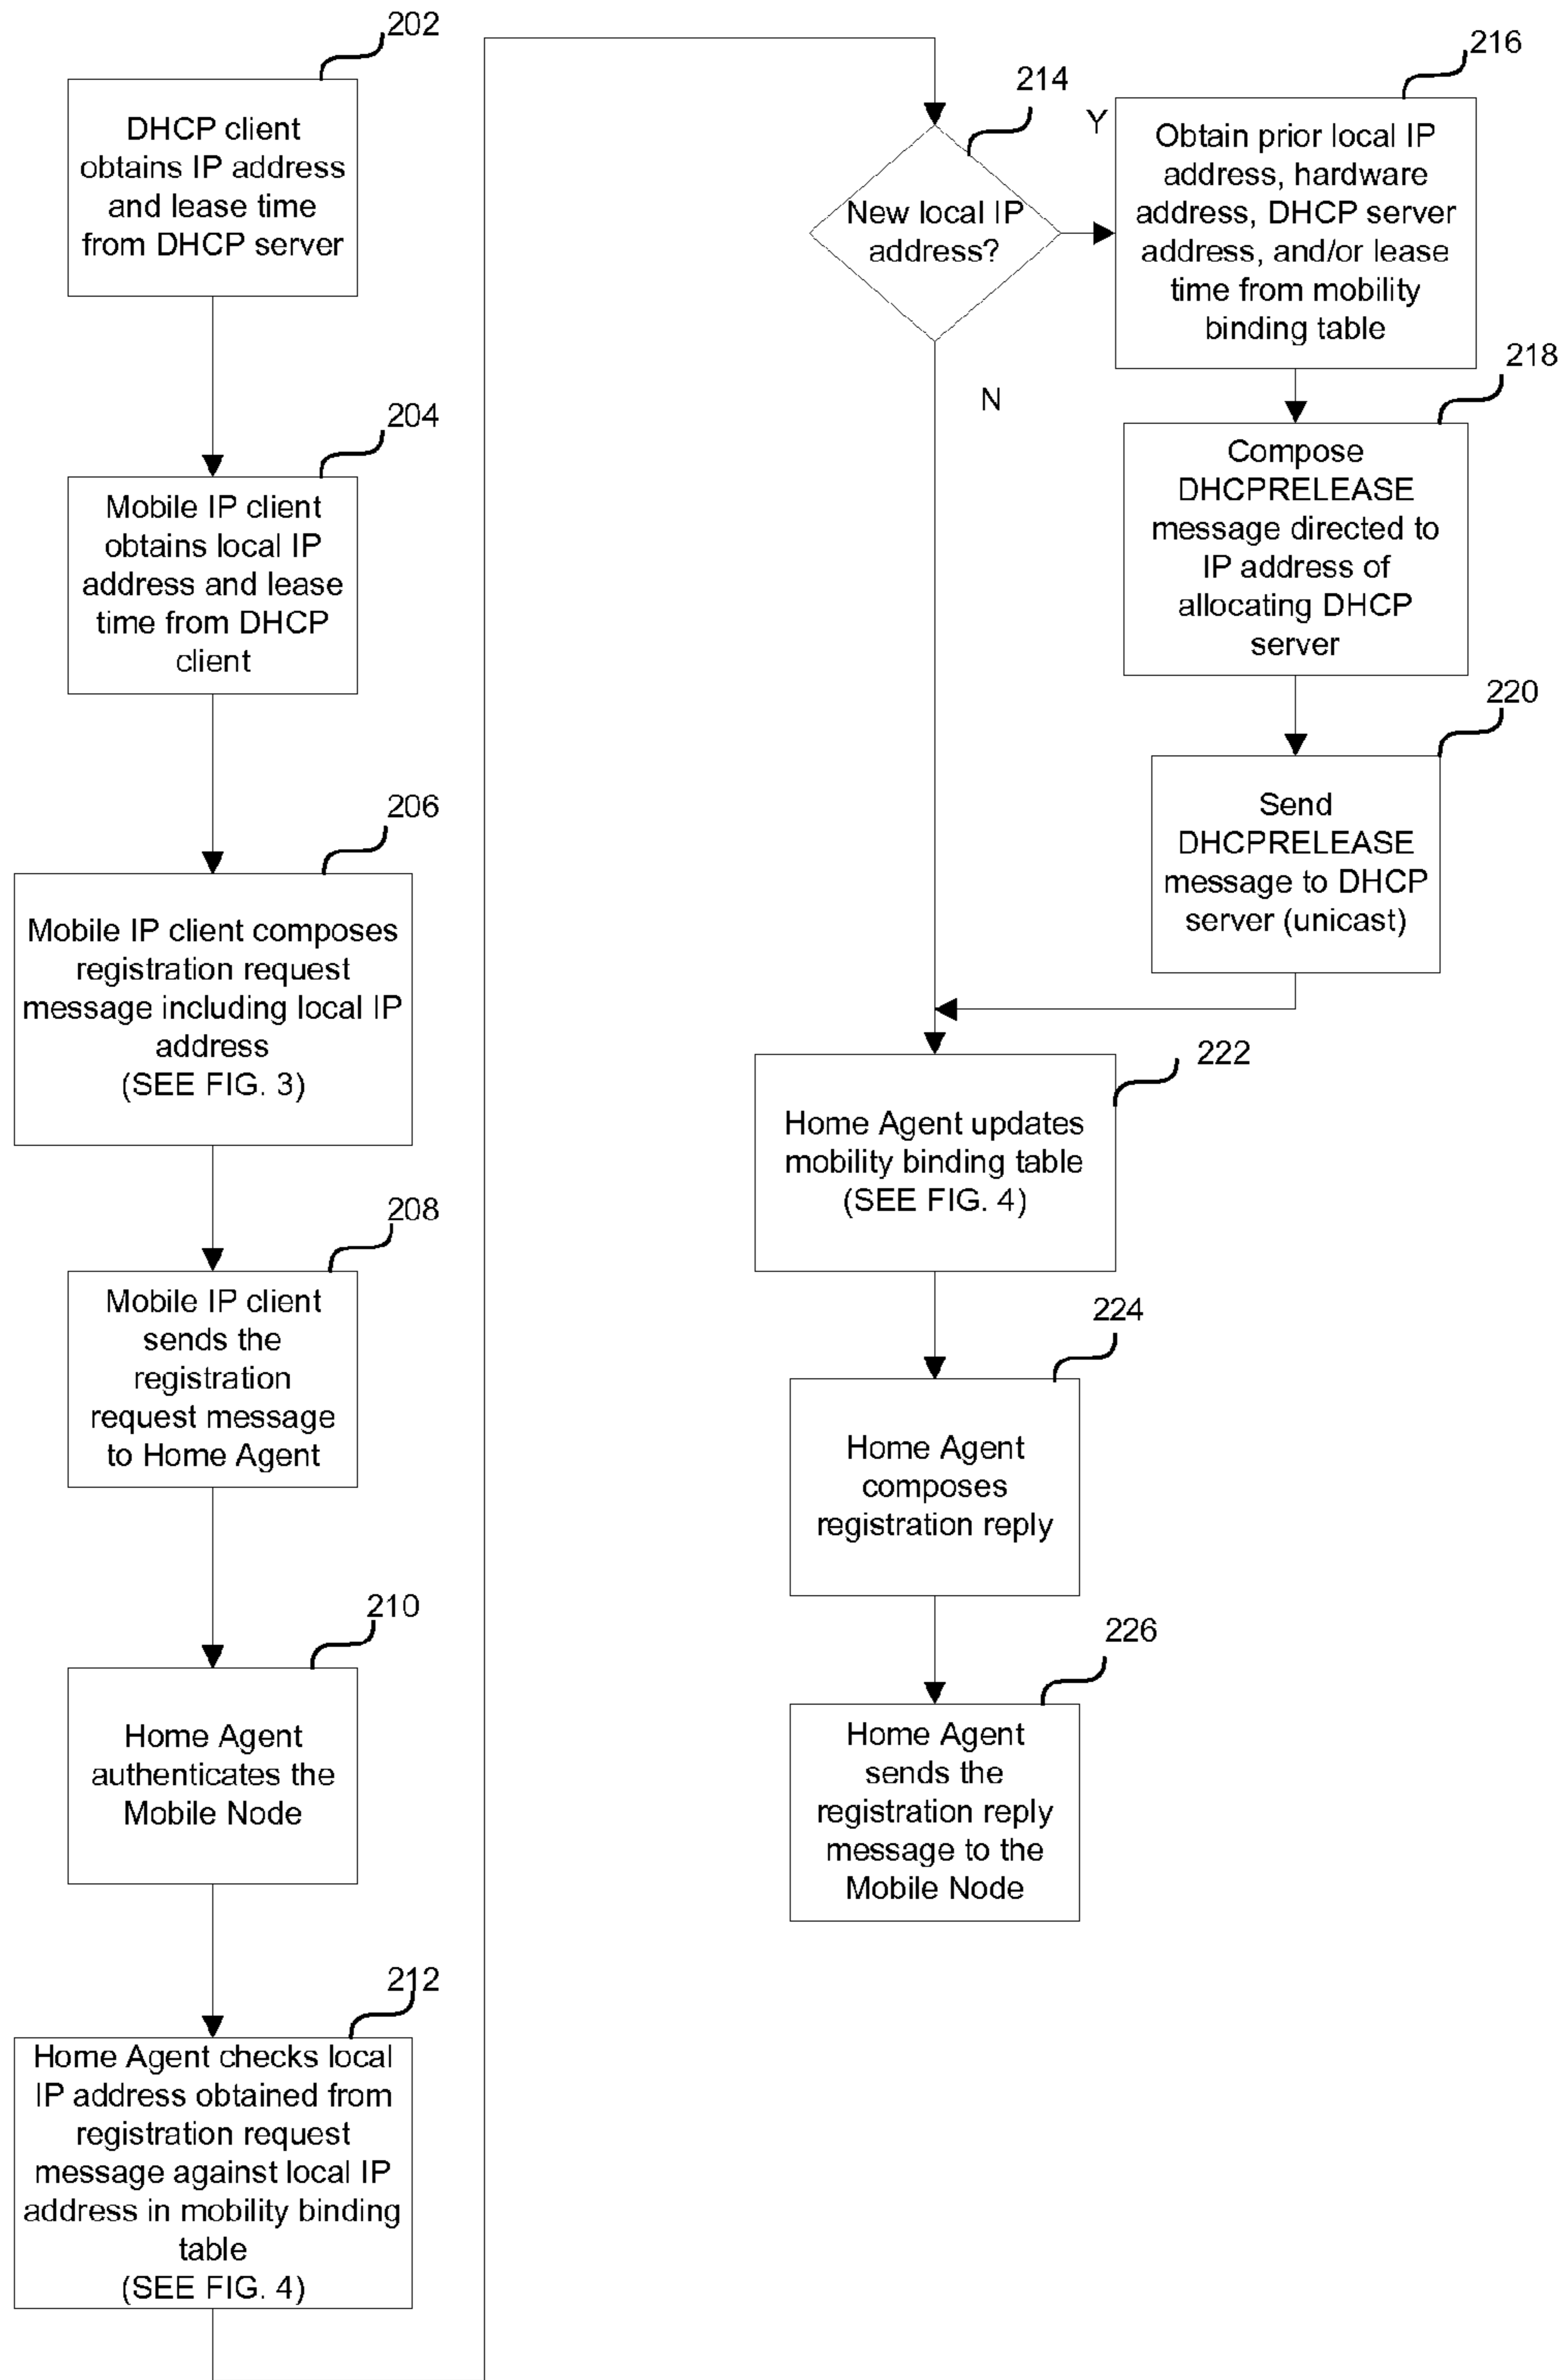 202
DHCP client
obtains IP address
and lease time
from DHCP server
204
Mobile IP client
obtains local IP
address and lease
time from DHCP
client
206
Mobile IP client composes
registration request
message including local IP
address
(SEE FIG. 3)
208
Mobile IP client
sends the
registration
request message
to Home Agent
210
Home Agent
authenticates the
Mobile Node
212
Home Agent checks local
IP address obtained from
registration request
message against local IP
address in mobility binding
table
(SEE FIG. 4)
214
New local IP
address?
Y
N
216
Obtain prior local IP
address, hardware
address, DHCP server
address, and/or lease
time from mobility
binding table
218
Compose
DHCPRELEASE
message directed to
IP address of
allocating DHCP
server
220
Send
DHCPRELEASE
message to DHCP
server (unicast)
222
Home Agent updates
mobility binding table
(SEE FIG. 4)
224
Home Agent
composes
registration reply
226
Home Agent
sends the
registration reply
message to the
Mobile Node